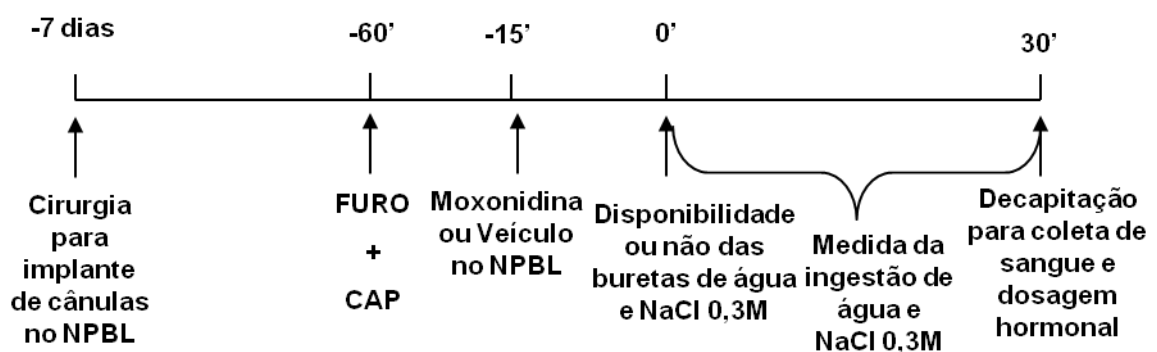 -7 dias
-60’
-15’
0’
30’
Cirurgia
para
implante
de cânulas
no NPBL
FURO
+
CAP
Moxonidina
ou Veículo
no NPBL
Disponibilidade
ou não das
buretas de água
e NaCl 0,3M
Medida da
ingestão de
água e
NaCl 0,3M
Decapitação
para coleta de
sangue e
dosagem
hormonal